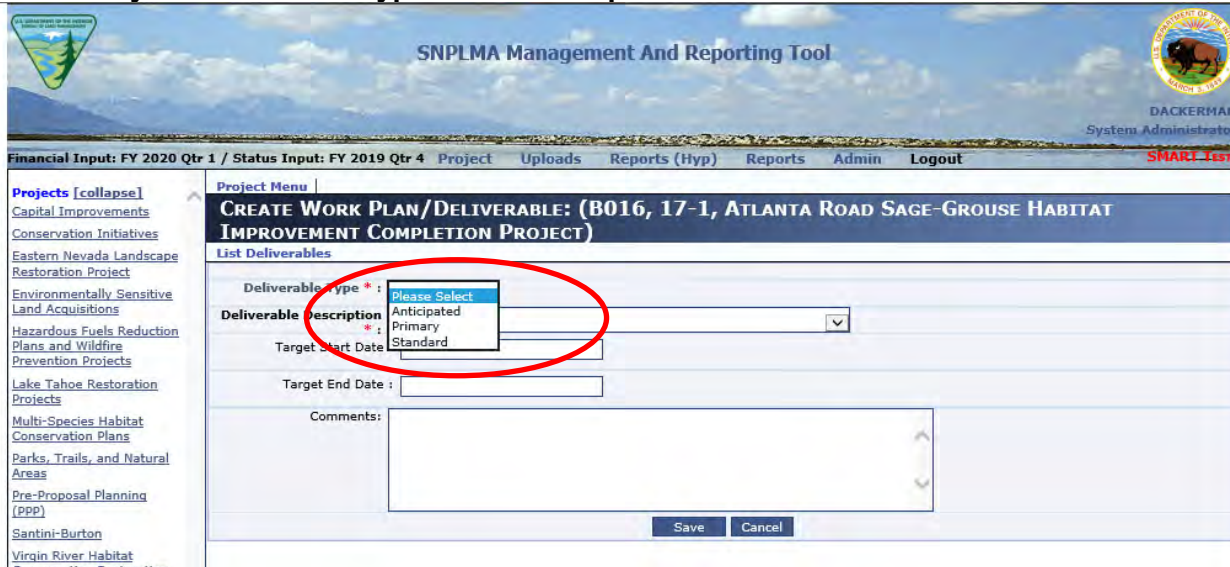 SNPLMA Management And Reporting Tool
System Administrato
Financial Input: FY 2020 Qtr 1 / Status Input: FY 2019 Qtr 4 Project Uploads Reports (Hyp) Reports Admin Logout
Projects [collapse]
Capital Improvements
Conservation Initiatives
Eastern Nevada Landscape
Restoration Project
Environmentally Sensitive
Land Acquisitions
Hazardous Fuels Reduction
Plans and Wildfire
Prevention Projects
Lake Tahoe Restoration
Projects
Multi-Species Habitat
Conservation Plans
Parks, Trails, and Natural
Areas
Pre-Proposal Planning
(PPP)
Santini-Burton
Virgin River Habitat
Project Menu |
CREATE WORK PLAN/DELIVERABLE: (B016, 17-1, ATLANTA ROAD SAGE-GROUSE HABITAT
IMPROVEMENT COMPLETION PROJECT)
List Deliverables
Deliverable Type * :
Please Select
Anticipated
Primary
Standard
Deliverable Description
* :
Target Start Date
Target End Date :
Comments:
Save Cancel